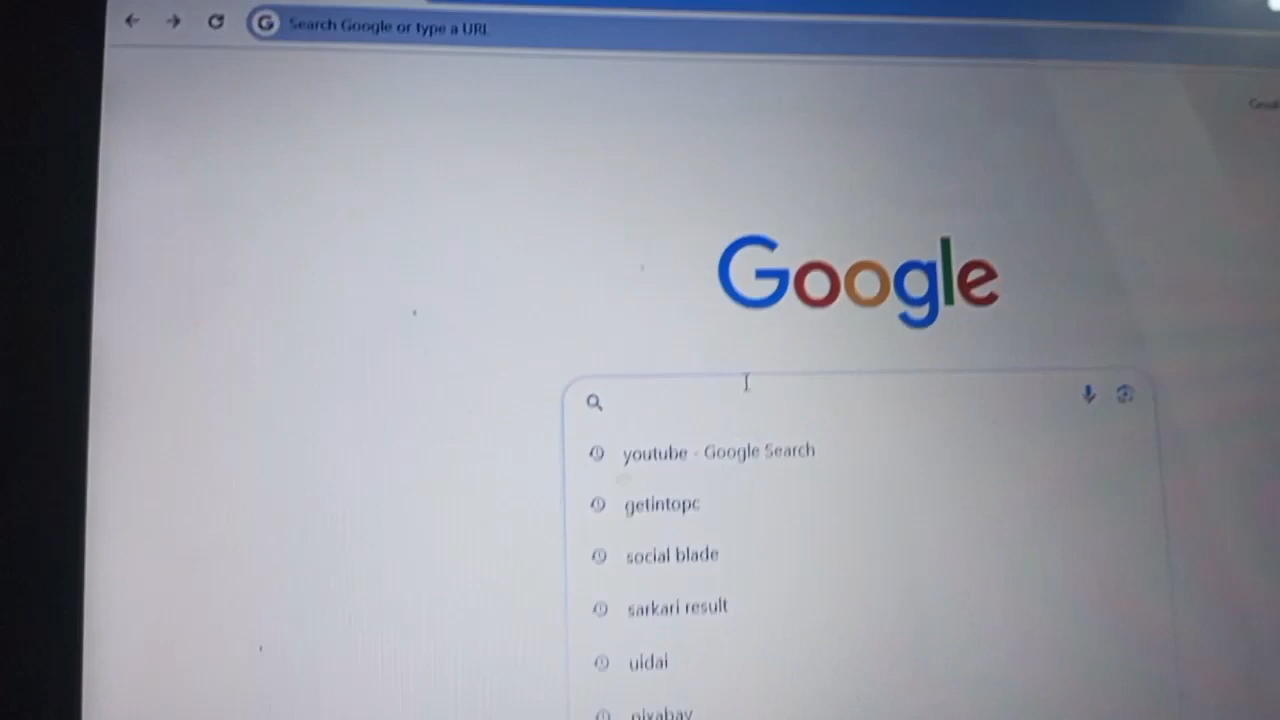 Search Google or type a URL
Google
youtube - Google Search
getintopc
social blade
sarkari result
uidai
pixabay